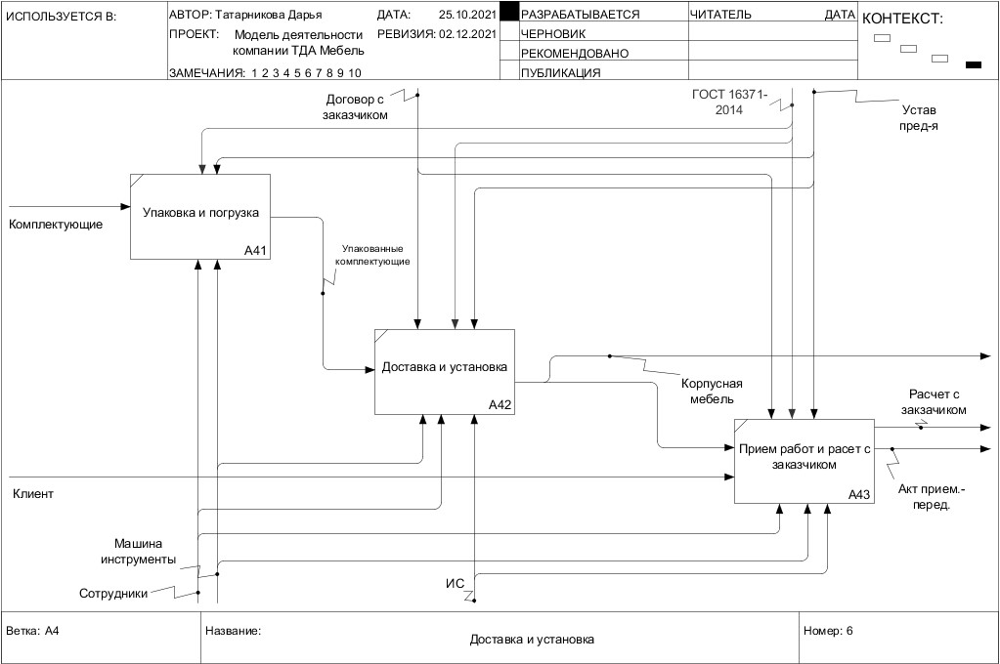 ИСПОЛЬЗУЕТСЯ В:
АВТОР: Татарникова Дарья
ДАТА: 25.10.2021
ПРОЕКТ: Модель деятельности
компании ТДА Мебель
РЕВИЗИЯ: 02.12.2021
ЗАМЕЧАНИЯ: 1 2 3 4 5 6 7 8 9 10
РАЗРАБАТЫВАЕТСЯ
ЧЕРНОВИК
РЕКОМЕНДОВАНО
ПУБЛИКАЦИЯ
ЧИТАТЕЛЬ
ДАТА
КОНТЕКСТ:
Договор с
заказчиком
ГОСТ 16371-
2014
Устав
пред-я
Комплектующие
Упаковка и погрузка
A41
Упакованные
комплектующие
Доставка и установка
A42
Корпусная
мебель
Расчет с
закзачиком
Прием работ и расет с
заказчиком
A43
Акт прием.-
перед.
Клиент
Машина
инструменты
Сотрудники
ИС
Ветка: A4
Название:
Доставка и установка
Номер: 6